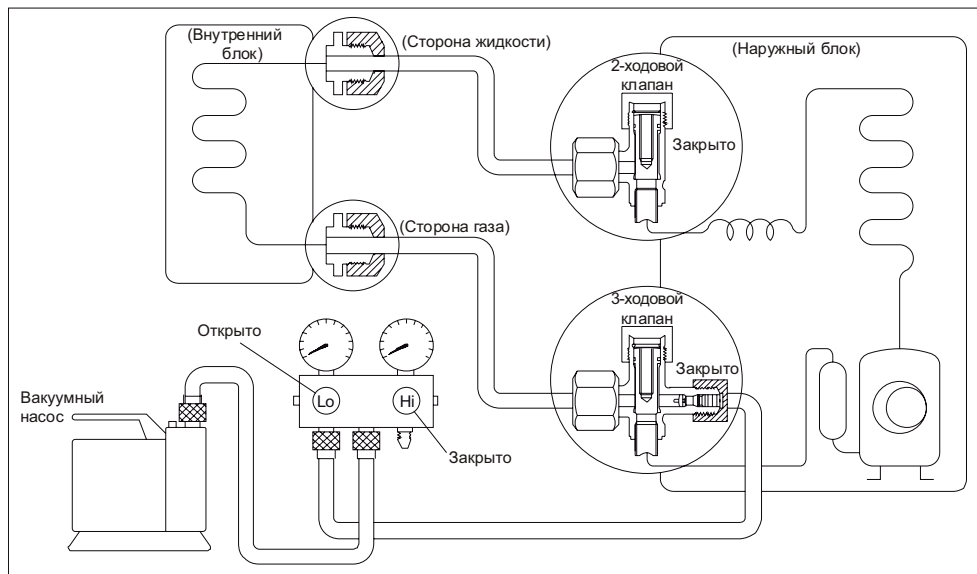 (Внутренний
блок)
(Сторона жидкости)
(Наружный блок)
2-ходовой
клапан
Закрыто
(Сторона газа)
3-ходовой
клапан
Закрыто
Открыто
Lo
Hi
Вакуумный
насос
Закрыто